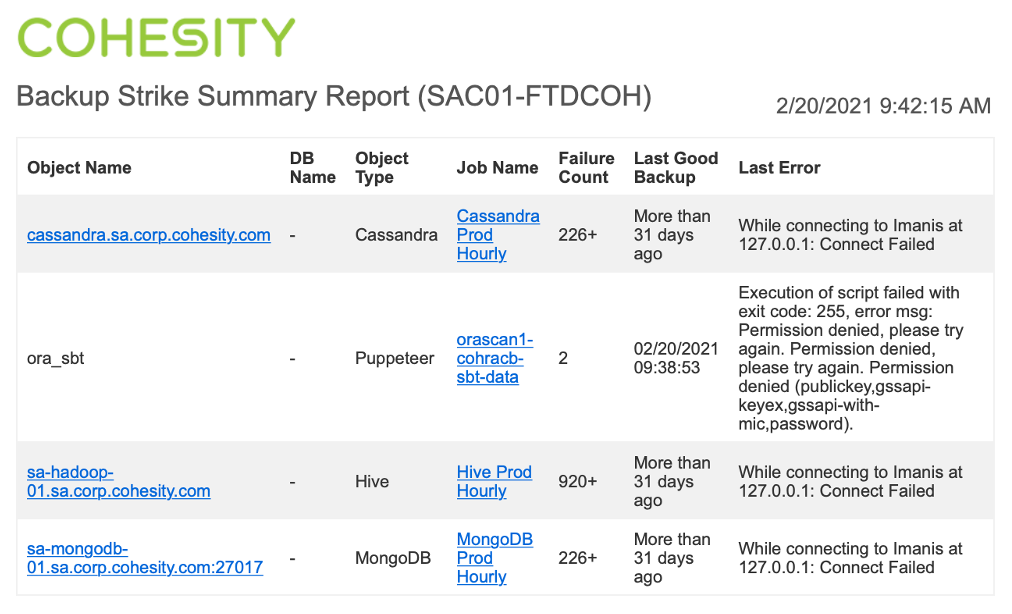 COHESITY
Backup Strike Summary Report (SAC01-FTDCOH)
2/20/2021 9:42:15 AM
Object Name
DB
Name
Object
Type
Job Name
Failure
Count
Last Good
Backup
Last Error
cassandra.sa.corp.cohesity.com
-
Cassandra
Cassandra
Prod
Hourly
226+
More than
31 days
ago
While connecting to Imanis at
127.0.0.1: Connect Failed
ora_sbt
-
Puppeteer
orascan1-
cohracb-
sbt-data
2
02/20/2021
09:38:53
Execution of script failed with
exit code: 255, error msg:
Permission denied, please try
again. Permission denied,
please try again. Permission
denied (publickey,gssapi-
keyex,gssapi-with-
mic,password).
sa-hadoop-
01.sa.corp.cohesity.com
-
Hive
Hive Prod
Hourly
920+
More than
31 days
ago
While connecting to Imanis at
127.0.0.1: Connect Failed
sa-mongodb-
01.sa.corp.cohesity.com:27017
-
MongoDB
MongoDB
Prod
Hourly
226+
More than
31 days
ago
While connecting to Imanis at
127.0.0.1: Connect Failed